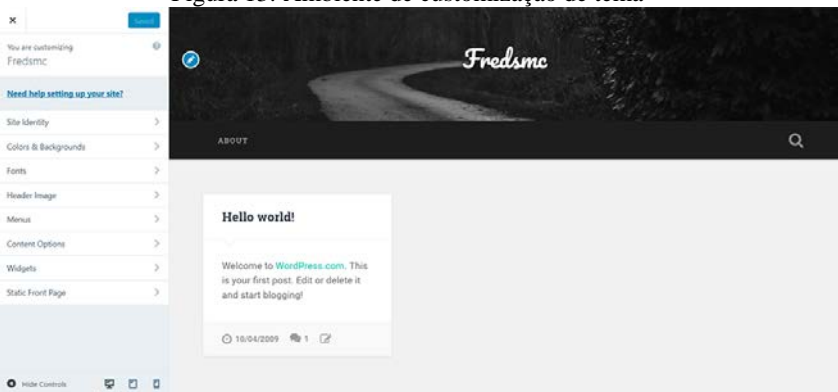 Figura 15: Ambiente de customização de tema
Saved
You are customizing
Fredsmc
Need help setting up your site?
Site Identity
Colors & Backgrounds
Fonts
Header Image
Menus
Content Options
Widgets
Static Front Page
Hide Controls
Fredsmc
ABOUT
Hello world!
Welcome to WordPress.com. This
is your first post. Edit or delete it
and start blogging!
10/04/2009 1